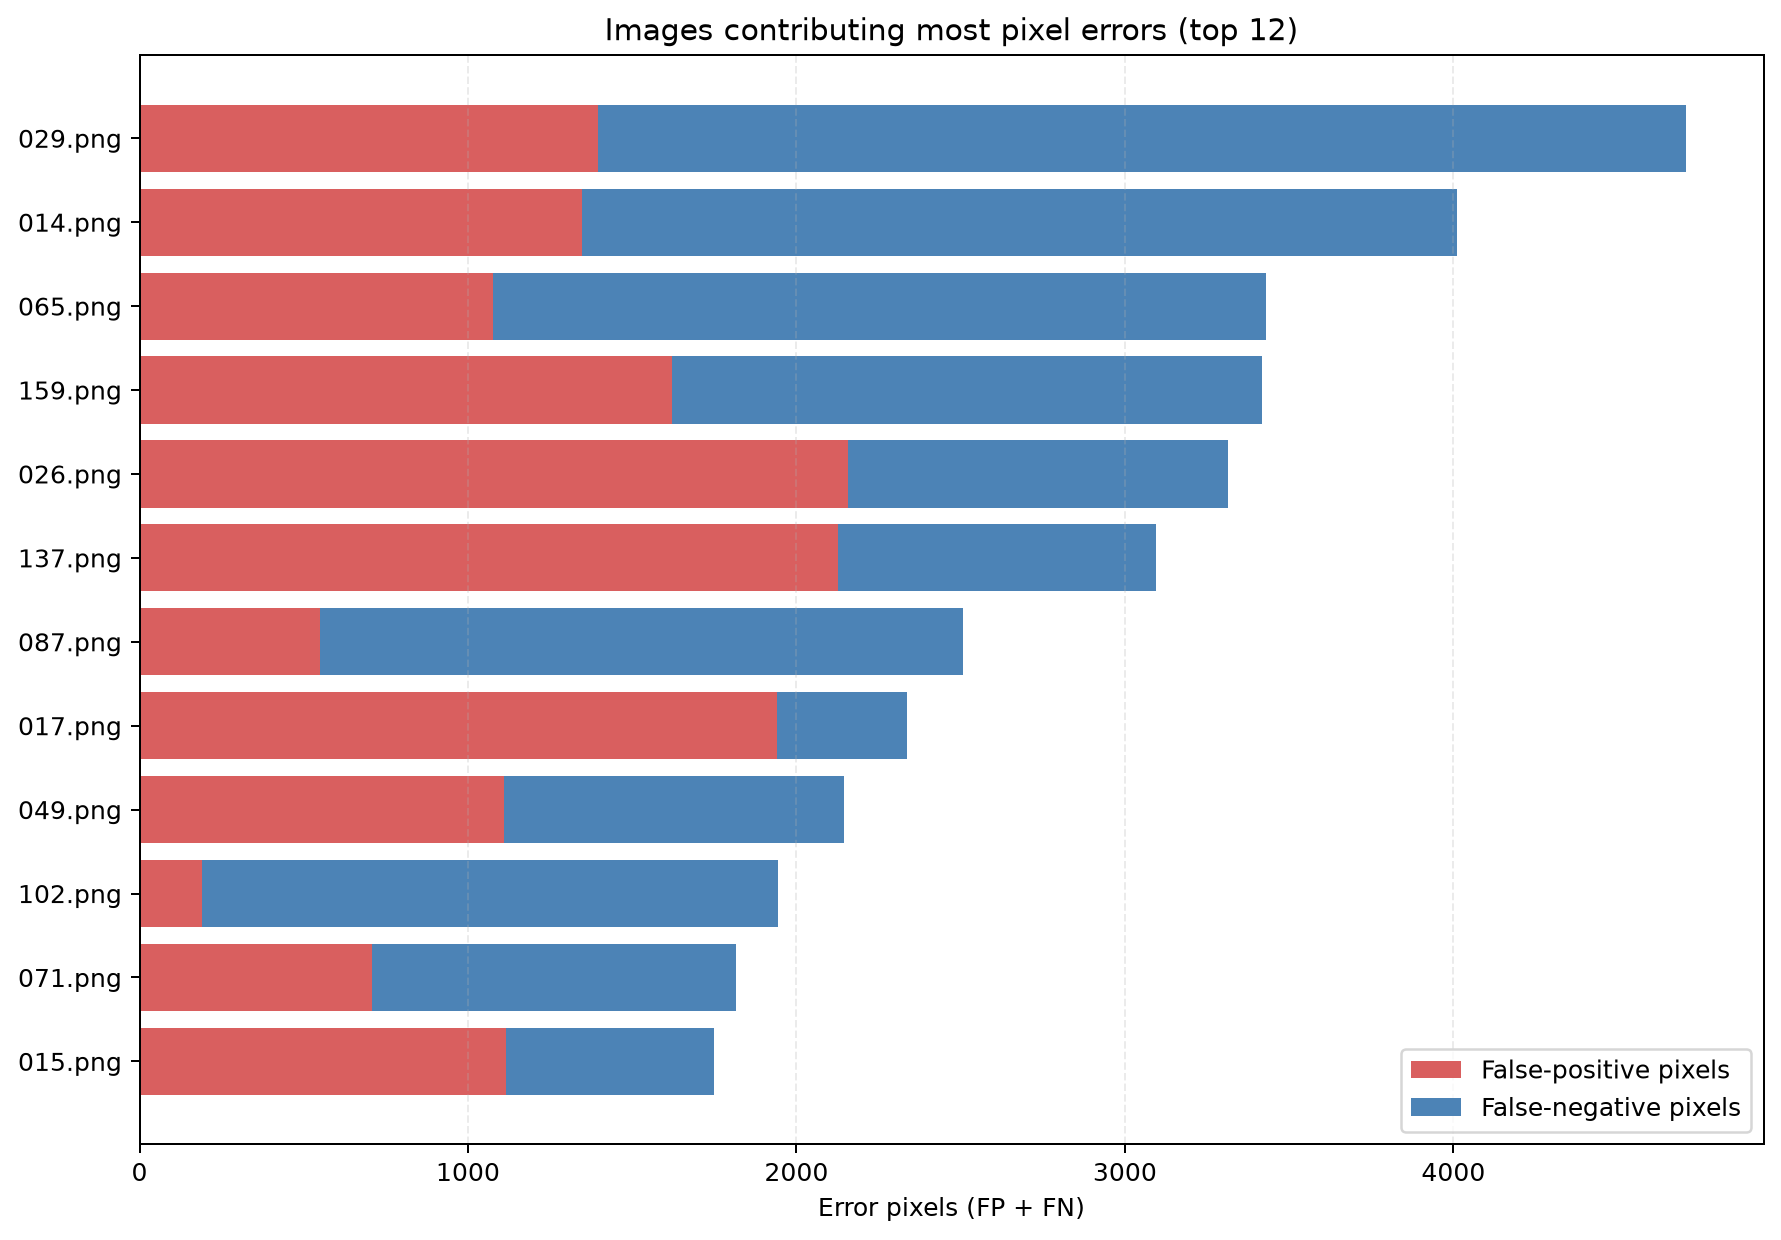 Images contributing most pixel errors (top 12)
029.png
014.png
065.png
159.png
026.png
137.png
087.png
017.png
049.png
102.png
071.png
015.png
False-positive pixels
False-negative pixels
0 1000 2000 3000 4000
Error pixels (FP + FN)